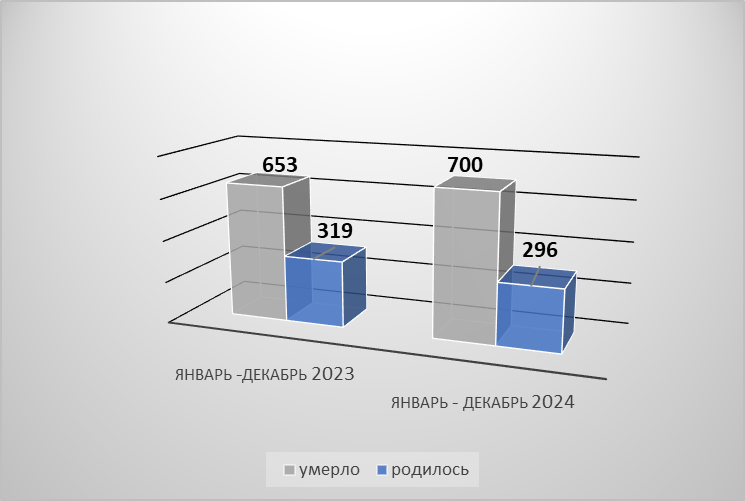 653
700
319
296
ЯНВАРЬ -ДЕКАБРЬ 2023
ЯНВАРЬ - ДЕКАБРЬ 2024
умерло родилось